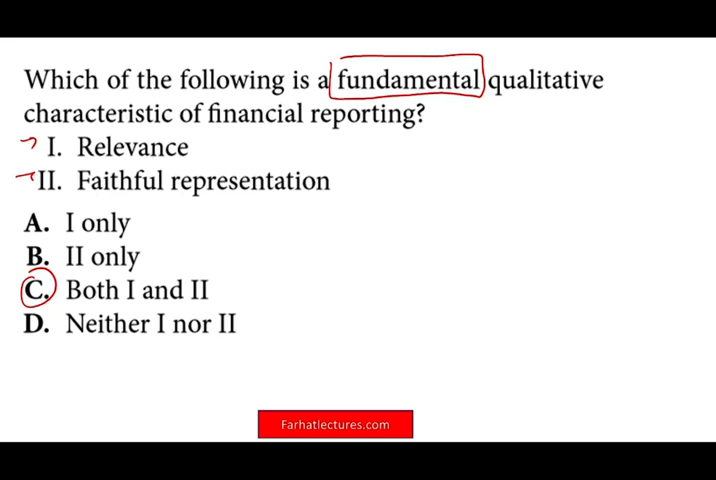 Which of the following is a fundamental qualitative
characteristic of financial reporting?
I. Relevance
II. Faithful representation
A. I only
B. II only
C. Both I and II
D. Neither I nor II
Farhatlectures.com